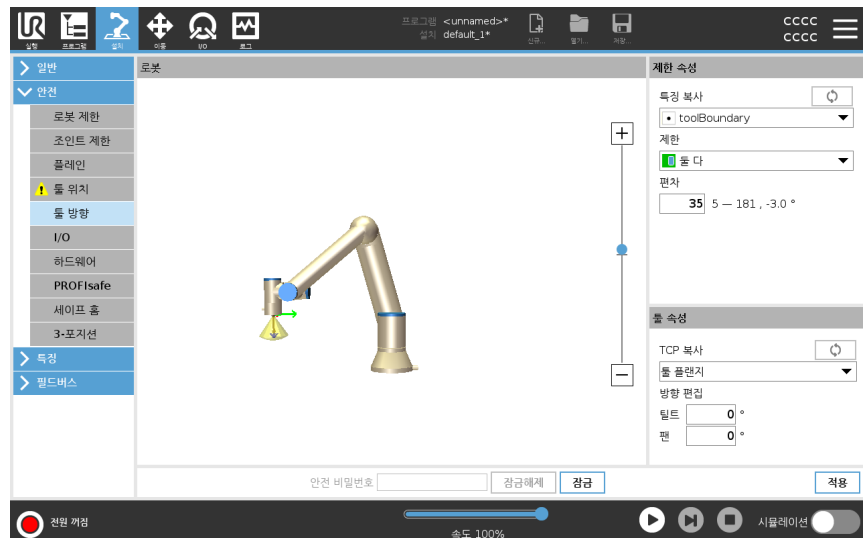 UR
실행
프로그램
설치
이동
I/O
로그
프로그램 <unnamed>*
설치 default_1*
신규...
열기...
저장...
cccc
cccc
일반
안전
로봇 제한
조인트 제한
플레인
툴 위치
툴 방향
I/O
하드웨어
PROFIsafe
세이프 홈
3-포지션
특징
필드버스
로봇
제한 속성
특징 복사
toolBoundary
제한
둘 다
편차
35 5 — 181 , -3.0 °
툴 속성
TCP 복사
툴 플랜지
방향 편집
틸트 0 °
팬 0 °
안전 비밀번호
잠금해제
잠금
적용
전원 꺼짐
속도 100%
시뮬레이션